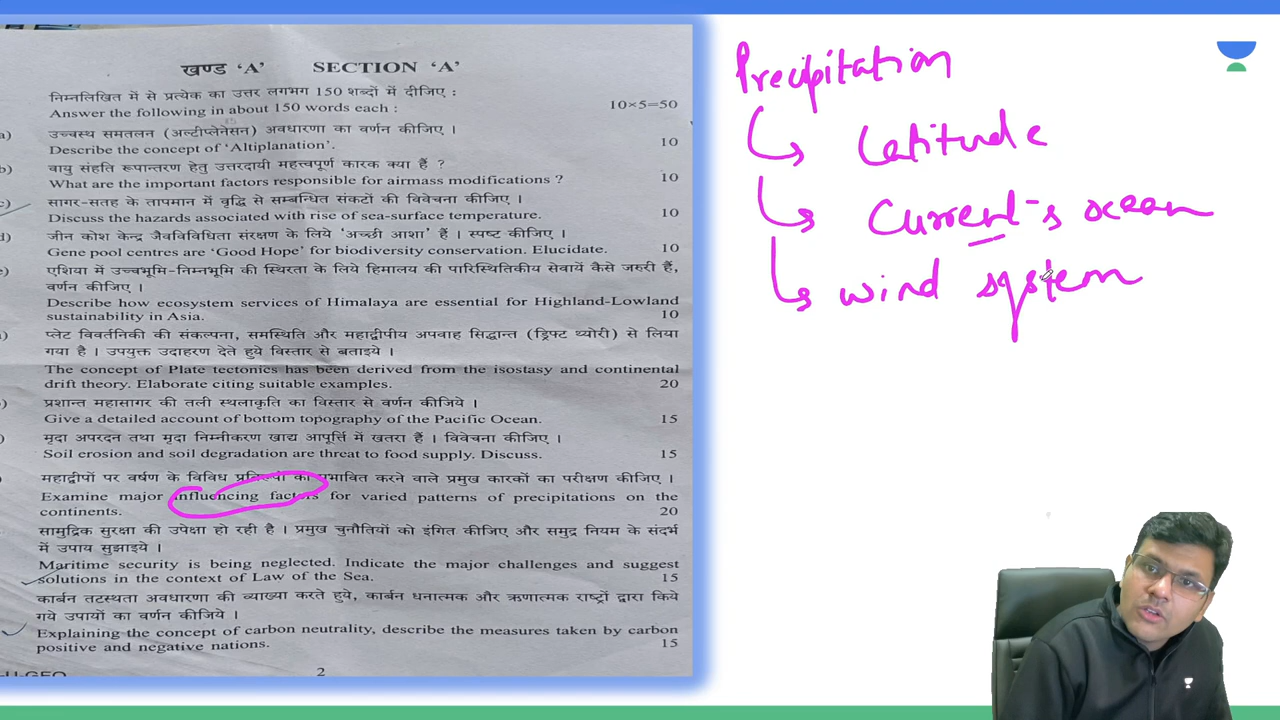 खण्ड ‘A’ SECTION ‘A’
निम्नलिखित में से प्रत्येक का उत्तर लगभग 150 शब्दों में दीजिए :
Answer the following in about 150 words each : 10×5=50
उच्चस्थ समतलन (अल्टीप्लेनेसन) अवधारणा का वर्णन कीजिए ।
Describe the concept of ‘Altiplanation’. 10
वायु संहति रूपान्तरण हेतु उत्तरदायी महत्त्वपूर्ण कारक क्या हैं ?
What are the important factors responsible for airmass modifications ? 10
सागर-सतह के तापमान में वृद्धि से सम्बन्धित संकटों की विवेचना कीजिए ।
Discuss the hazards associated with rise of sea-surface temperature. 10
जीन कोश केन्द्र जैवविविधता संरक्षण के लिये ‘अच्छी आशा’ हैं । स्पष्ट कीजिए ।
Gene pool centres are ‘Good Hope’ for biodiversity conservation. Elucidate. 10
एशिया में उच्चभूमि-निम्नभूमि की स्थिरता के लिये हिमालय की पारिस्थितिकीय सेवायें कैसे जरुरी हैं,
वर्णन कीजिए ।
Describe how ecosystem services of Himalaya are essential for Highland-Lowland
sustainability in Asia. 10
प्लेट विवर्तनिकी की संकल्पना, समस्थिति और महाद्वीपीय अपवाह सिद्धान्त (ड्रिफ्ट थ्योरी) से लिया
गया है । उपयुक्त उदाहरण देते हुये विस्तार से बताइये ।
The concept of Plate tectonics has been derived from the isostasy and continental
drift theory. Elaborate citing suitable examples. 20
प्रशान्त महासागर की तली स्थलाकृति का विस्तार से वर्णन कीजिये ।
Give a detailed account of bottom topography of the Pacific Ocean. 15
मृदा अपरदन तथा मृदा निम्नीकरण खाद्य आपूर्त्ति में खतरा हैं । विवेचना कीजिए ।
Soil erosion and soil degradation are threat to food supply. Discuss. 15
महाद्वीपों पर वर्षण के विविध प्रतिरूपों को प्रभावित करने वाले प्रमुख कारकों का परीक्षण कीजिए ।
Examine major influencing factors for varied patterns of precipitations on the
continents. 20
सामुद्रिक सुरक्षा की उपेक्षा हो रही है । प्रमुख चुनौतियों को इंगित कीजिए और समुद्र नियम के संदर्भ
में उपाय सुझाइये ।
Maritime security is being neglected. Indicate the major challenges and suggest
solutions in the context of Law of the Sea. 15
कार्बन तटस्थता अवधारणा की व्याख्या करते हुये, कार्बन धनात्मक और ऋणात्मक राष्ट्रों द्वारा किये
गये उपायों का वर्णन कीजिये ।
Explaining the concept of carbon neutrality, describe the measures taken by carbon
positive and negative nations. 15
2
Precipitation
Latitude
Current-s ocean
wind system